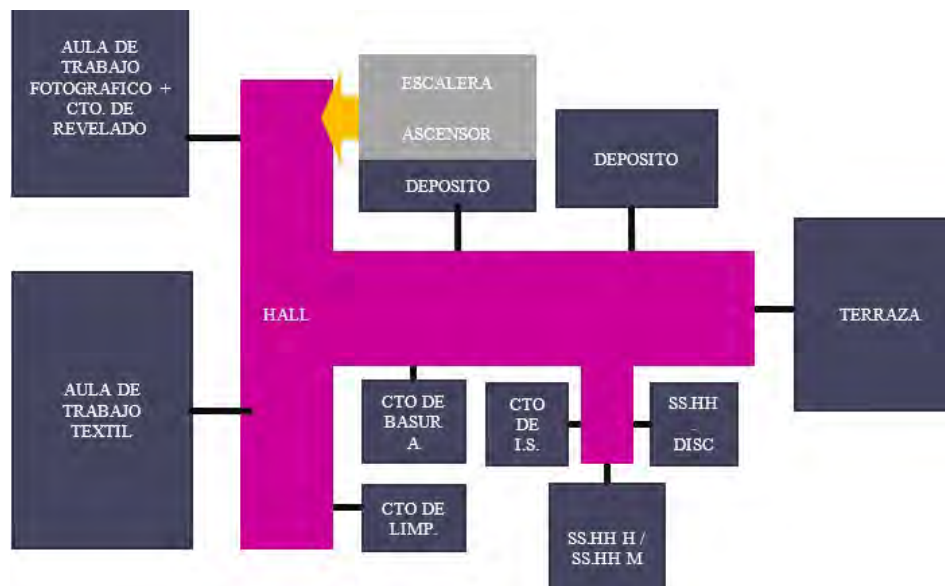 AULA DE
TRABAJO
FOTOGRAFICO +
CTO. DE
REVELADO
ESCALERA
ASCENSOR
DEPOSITO
DEPOSITO
HALL
TERRAZA
AULA DE
TRABAJO
TEXTIL
CTO DE
BASUR
A
CTO
DE
I.S.
SS.HH
-
DISC
CTO DE
LIMP.
SS.HH H /
SS.HH M